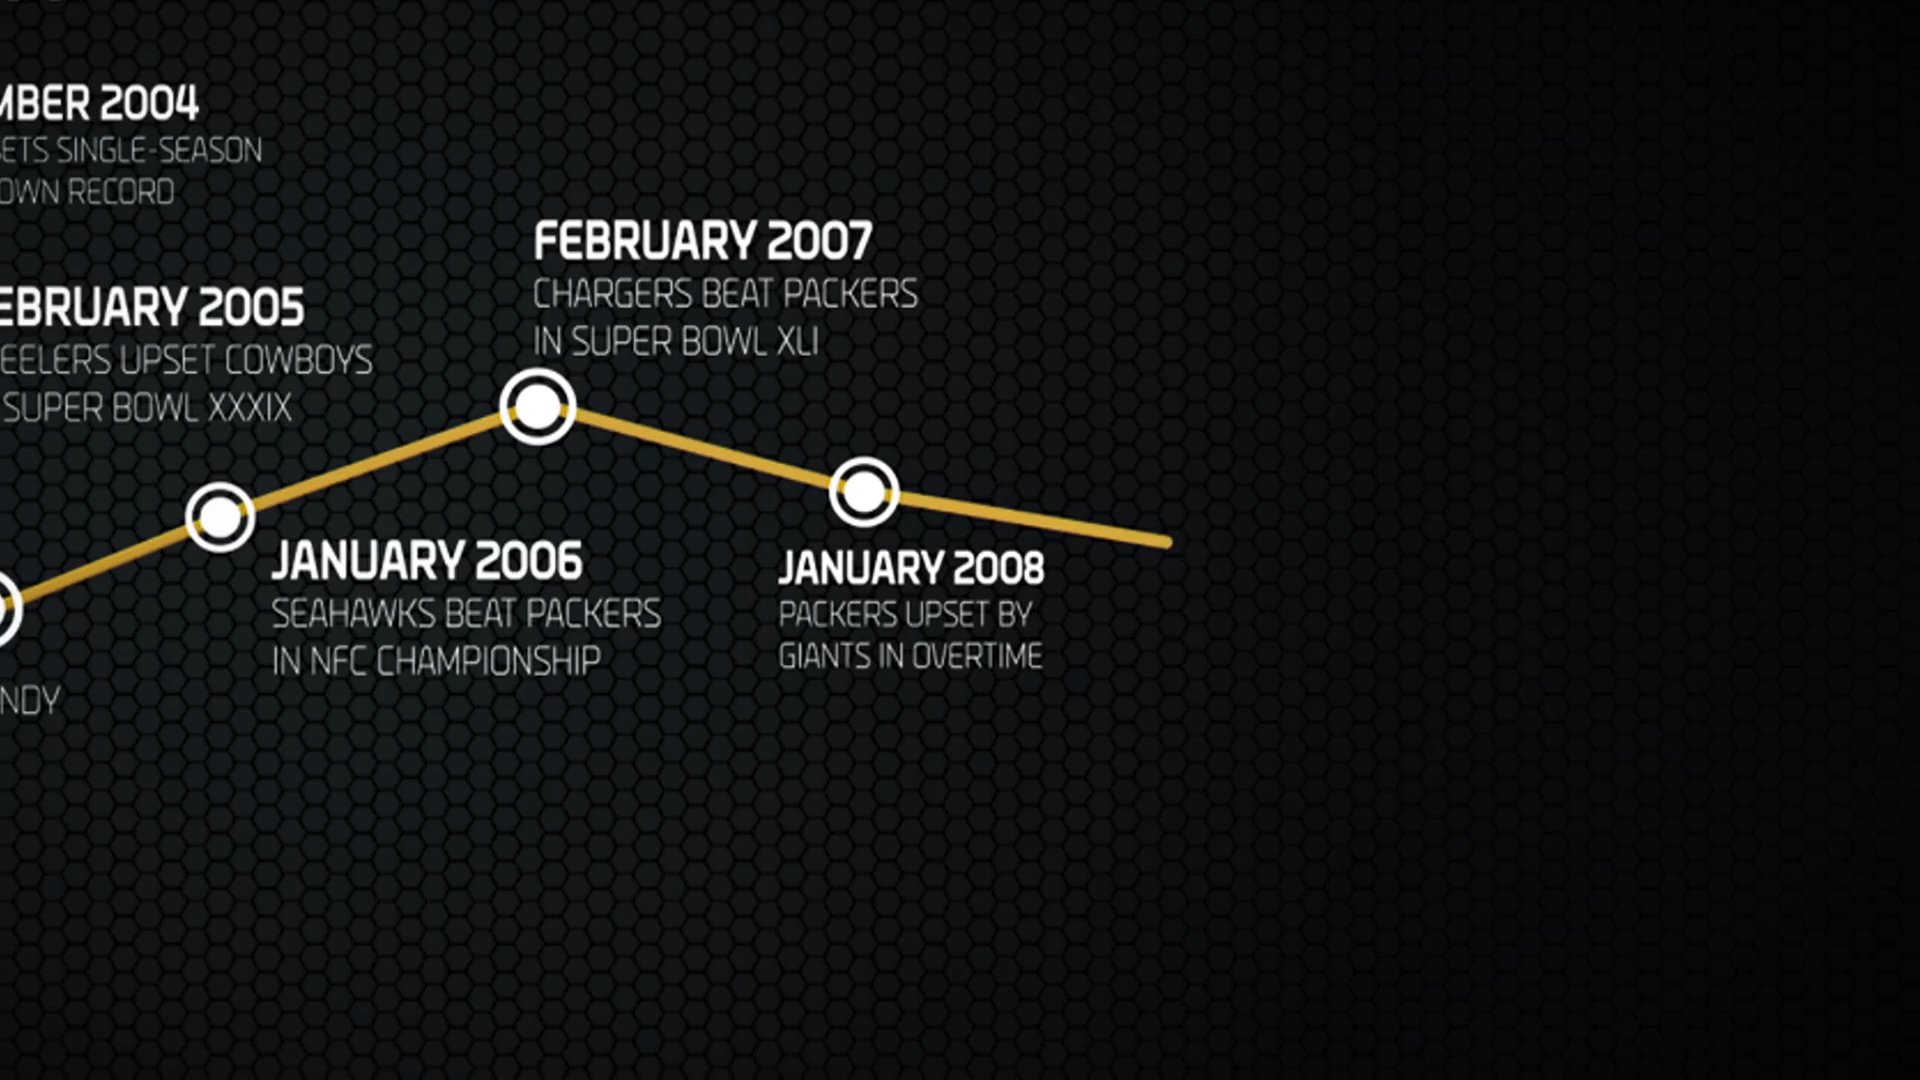 MBER 2004
SETS SINGLE-SEASON
OWN RECORD
EBRUARY 2005
EELERS UPSET COWBOYS
SUPER BOWL XXXIX
FEBRUARY 2007
CHARGERS BEAT PACKERS
IN SUPER BOWL XLI
JANUARY 2006
SEAHAWKS BEAT PACKERS
IN NFC CHAMPIONSHIP
JANUARY 2008
PACKERS UPSET BY
GIANTS IN OVERTIME
NDY